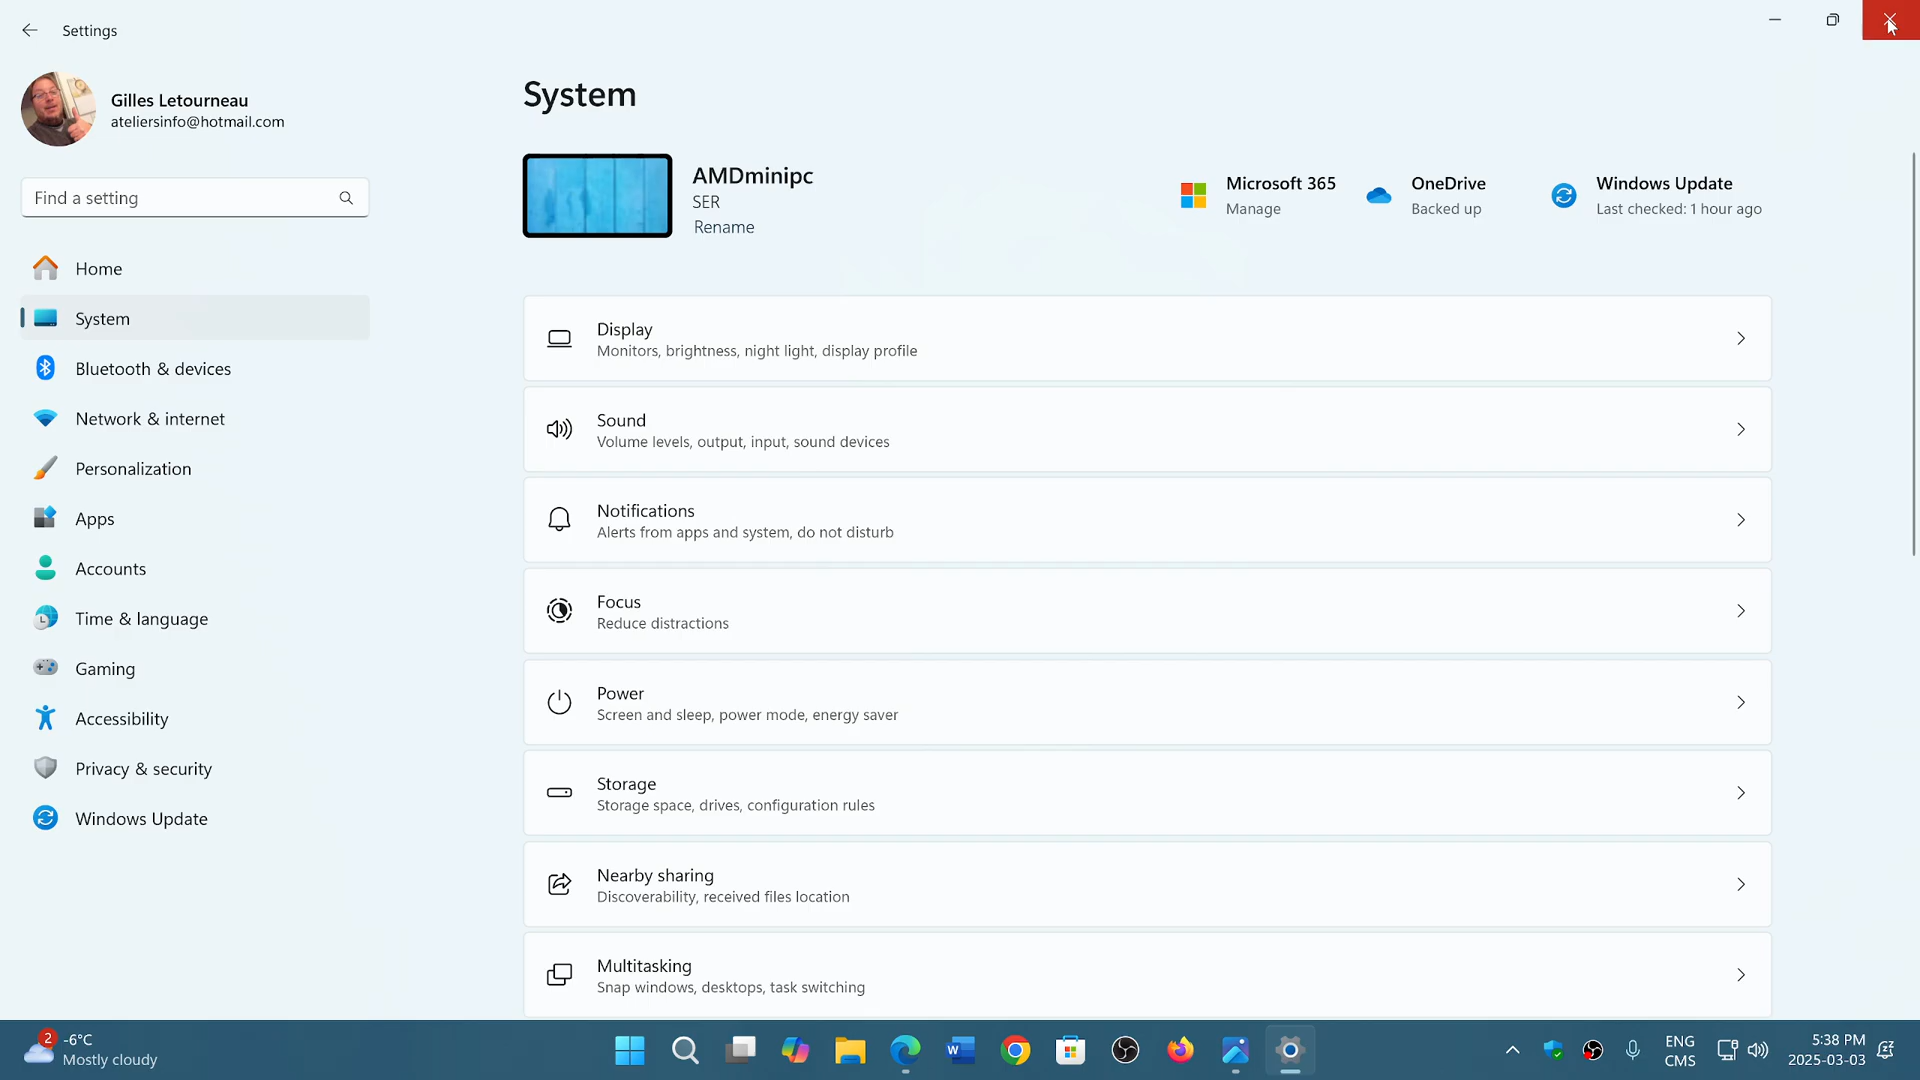 Settings
Gilles Letourneau
ateliersinfo@hotmail.com
Find a setting
Home
System
Bluetooth & devices
Network & internet
Personalization
Apps
Accounts
Time & language
Gaming
Accessibility
Privacy & security
Windows Update
System
AMDminipc
SER
Rename
Microsoft 365
Manage
OneDrive
Backed up
Windows Update
Last checked: 1 hour ago
Display
Monitors, brightness, night light, display profile
Sound
Volume levels, output, input, sound devices
Notifications
Alerts from apps and system, do not disturb
Focus
Reduce distractions
Power
Screen and sleep, power mode, energy saver
Storage
Storage space, drives, configuration rules
Nearby sharing
Discoverability, received files location
Multitasking
Snap windows, desktops, task switching
2
-6°C
Mostly cloudy
W
ENG
CMS
5:38 PM
2025-03-03